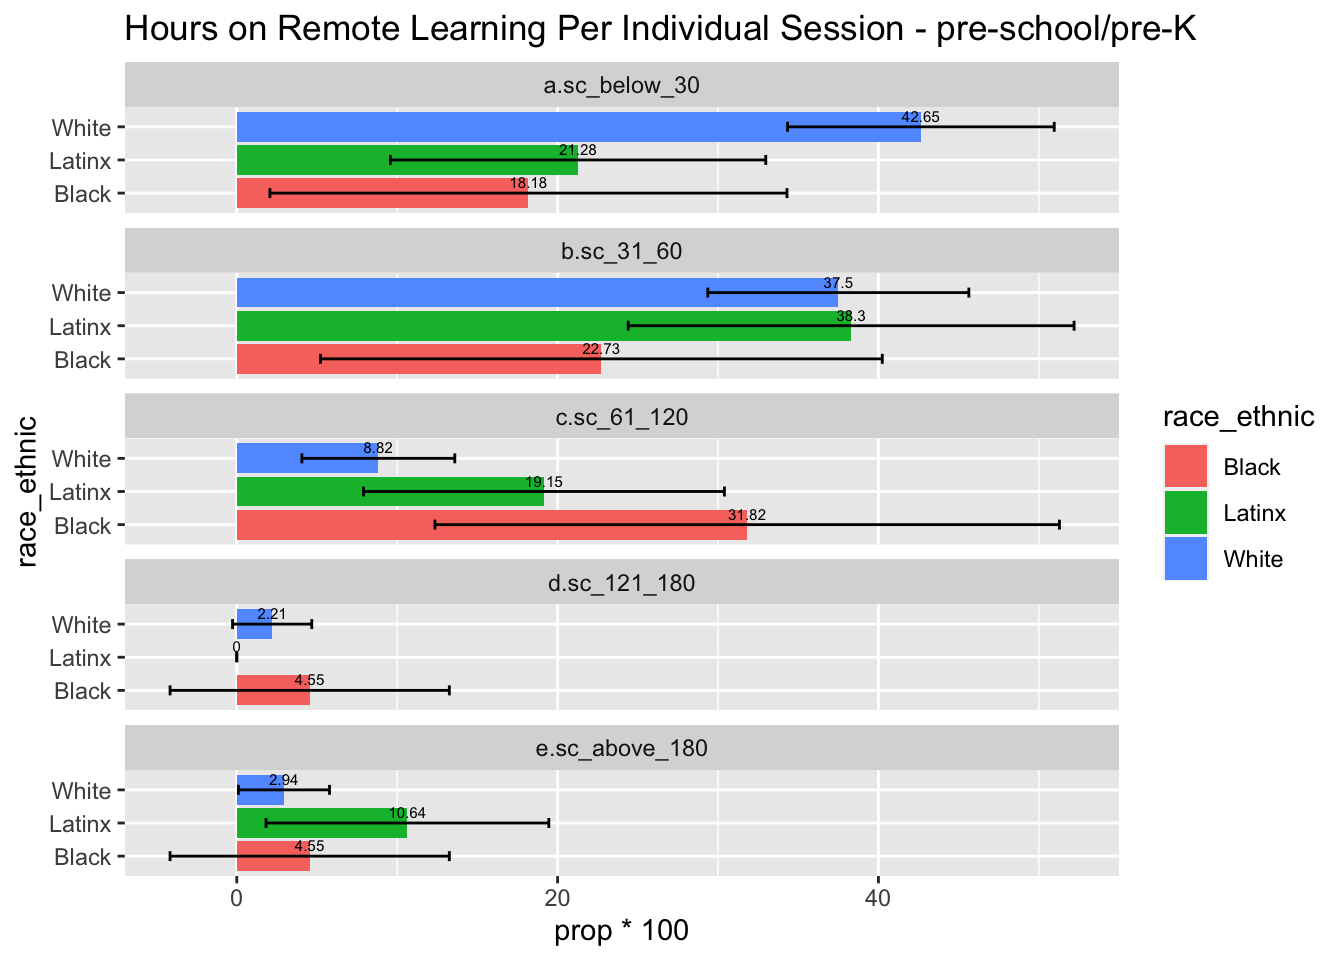 Hours on Remote Learning Per Individual Session - pre-school/pre-K
a.sc_below_30
White
42.65
Latinx
21.28
Black
18.18
b.sc_31_60
White
37.5
Latinx
38.3
Black
22.73
c.sc_61_120
White
8.82
Latinx
19.15
Black
31.82
d.sc_121_180
White
2.21
Latinx
0
Black
4.55
e.sc_above_180
White
2.94
Latinx
10.64
Black
4.55
0 20 40
prop * 100
race_ethnic
race_ethnic
Black
Latinx
White